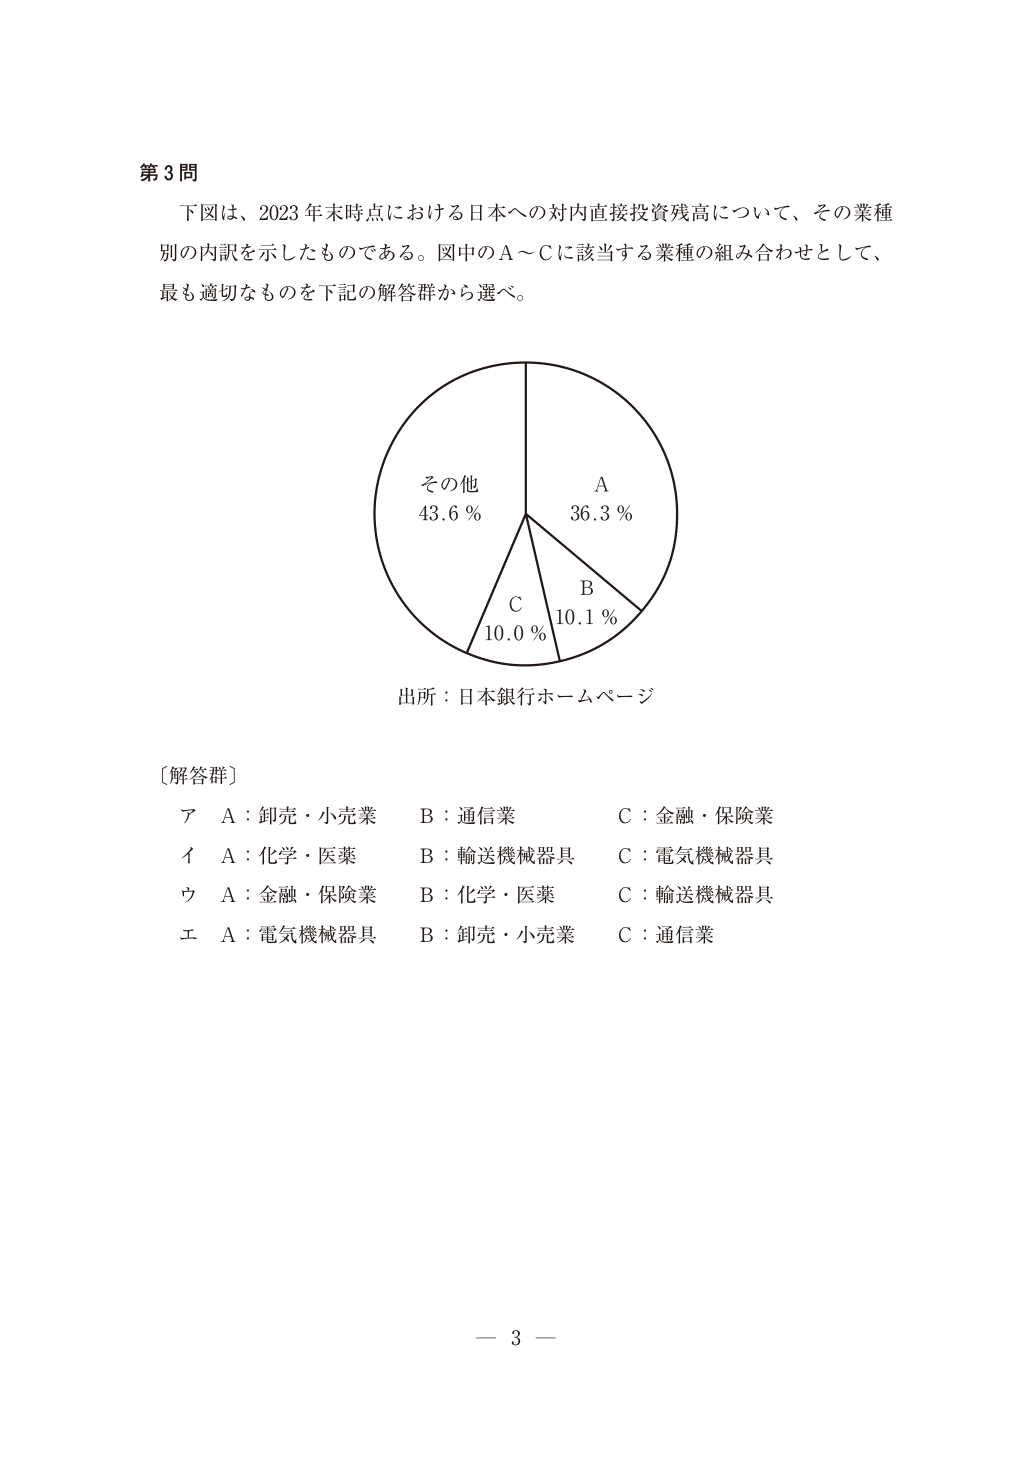 第3問
下図は、2023年末時点における日本への対内直接投資残高について、その業種
別の内訳を示したものである。図中のA～Cに該当する業種の組み合わせとして、
最も適切なものを下記の解答群から選べ。
その他
43.6 %
A
36.3 %
B
10.1 %
C
10.0 %
出所：日本銀行ホームページ
〔解答群〕
ア A：卸売・小売業 B：通信業 C：金融・保険業
イ A：化学・医薬 B：輸送機械器具 C：電気機械器具
ウ A：金融・保険業 B：化学・医薬 C：輸送機械器具
エ A：電気機械器具 B：卸売・小売業 C：通信業
— 3 —